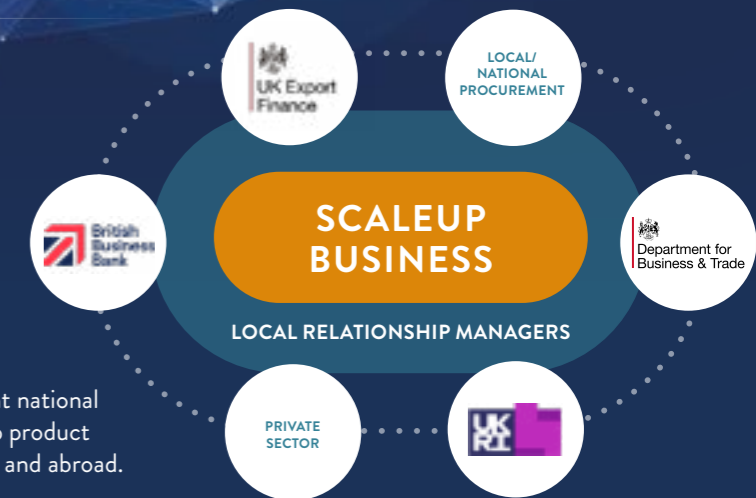 UK Export
Finance
LOCAL/
NATIONAL
PROCUREMENT
British
Business
Bank
SCALEUP
BUSINESS
Department for
Business & Trade
LOCAL RELATIONSHIP MANAGERS
PRIVATE
SECTOR
UK
RI
t national
product
and abroad.